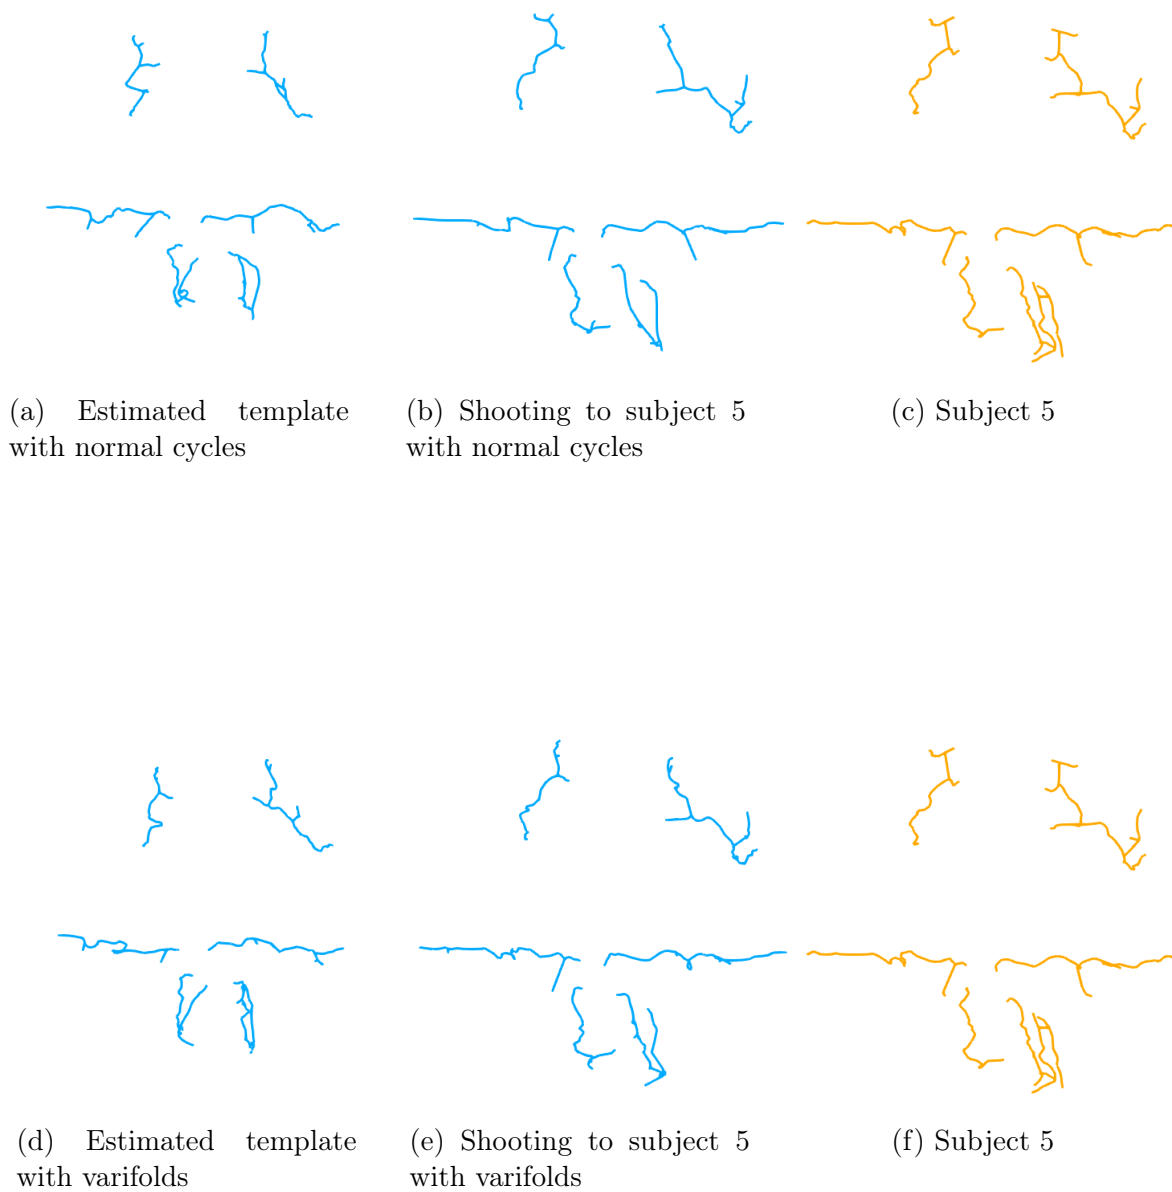 (a) Estimated template
with normal cycles
(b) Shooting to subject 5
with normal cycles
(c) Subject 5
(d) Estimated template
with varifolds
(e) Shooting to subject 5
with varifolds
(f) Subject 5